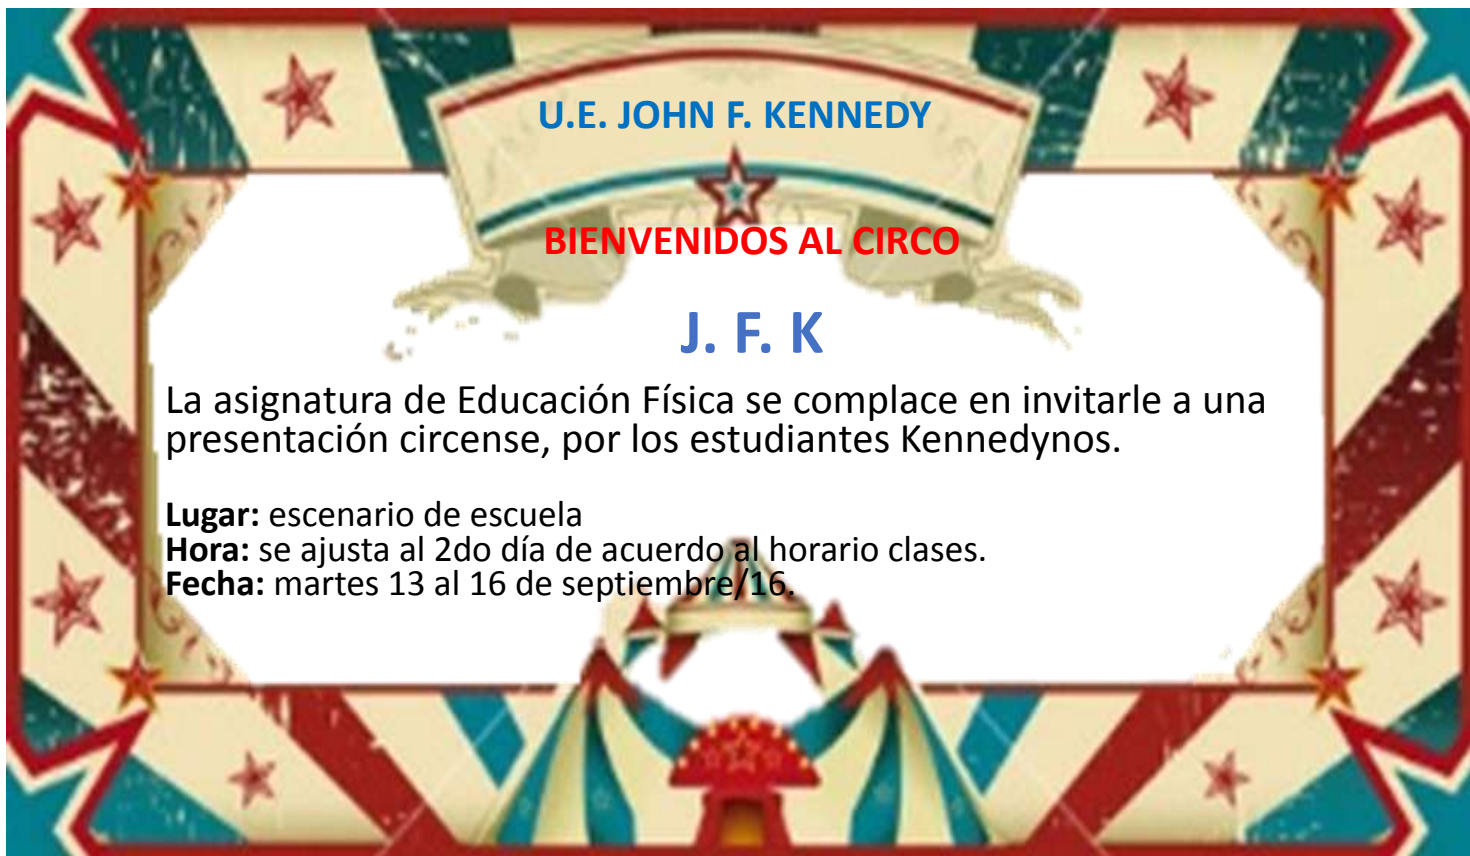 U.E. JOHN F. KENNEDY
BIENVENIDOS AL CIRCO
J. F. K
La asignatura de Educación Física se complace en invitarle a una
presentación circense, por los estudiantes Kennedynos.
Lugar: escenario de escuela
Hora: se ajusta al 2do día de acuerdo al horario clases.
Fecha: martes 13 al 16 de septiembre/16.